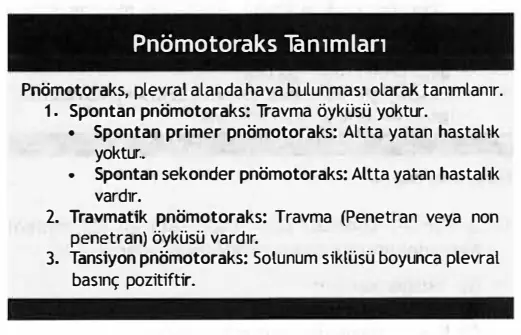 Pnömotoraks Tanımları
Pnömotoraks, plevral alanda hava bulunması olarak tanımlanır.
1. Spontan pnömotoraks: Travma öyküsü yoktur.
• Spontan primer pnömotoraks: Altta yatan hastalık
yoktur.
• Spontan sekonder pnömotoraks: Altta yatan hastalık
vardır.
2. Travmatik pnömotoraks: Travma (Penetran veya non
penetran) öyküsü vardır.
3. Tansiyon pnömotoraks: Solunum siklüsü boyunca plevral
basınç pozitiftir.